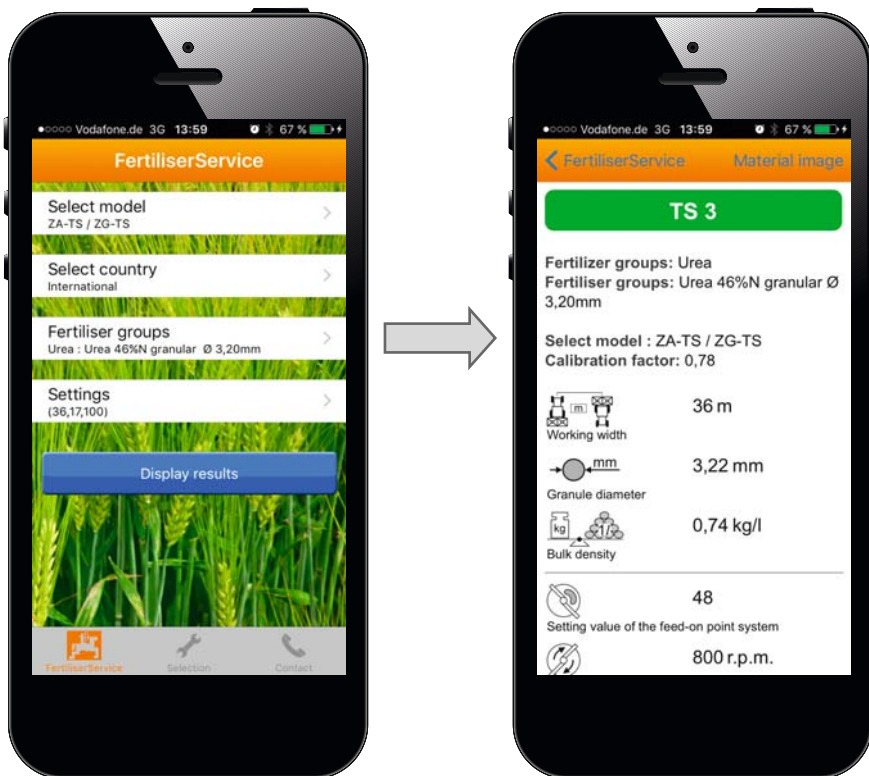 Vodafone.de 3G 13:59 67 %
FertiliserService
Select model
ZA-TS / ZG-TS
Select country
International
Fertiliser groups
Urea : Urea 46%N granular Ø 3,20mm
Settings
(36,17,100)
Display results
FertiliserService Selection Contact
Vodafone.de 3G 13:59 67 %
FertiliserService Material image
TS 3
Fertilizer groups: Urea
Fertiliser groups: Urea 46%N granular Ø
3,20mm
Select model : ZA-TS / ZG-TS
Calibration factor: 0,78
m
36 m
Working width
mm
3,22 mm
Granule diameter
kg
0,74 kg/l
Bulk density
48
Setting value of the feed-on point system
800 r.p.m.